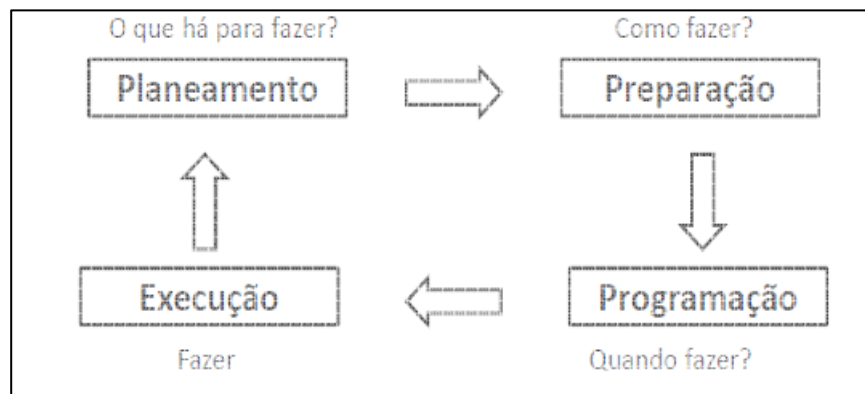 O que há para fazer?
Como fazer?
Planeamento
Preparação
Execução
Programação
Fazer
Quando fazer?